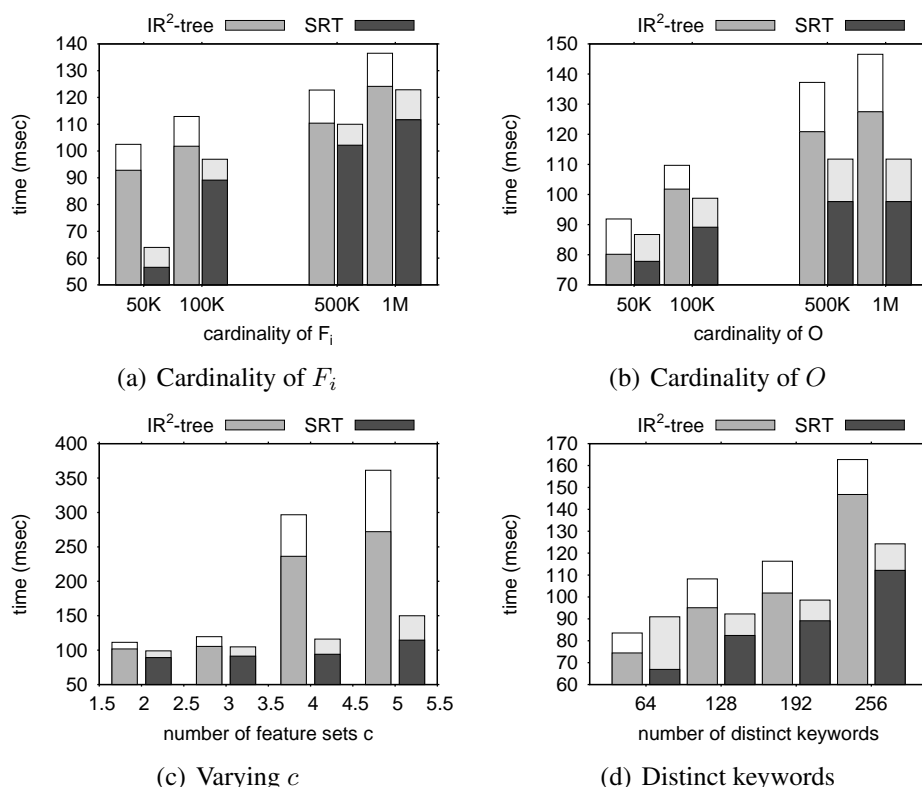 IR²-tree SRT
140
130
120
110
100
90
80
70
60
50
time (msec)
50K 100K 500K 1M
cardinality of Fi
(a) Cardinality of Fi
IR²-tree SRT
150
140
130
120
110
100
90
80
70
time (msec)
50K 100K 500K 1M
cardinality of O
(b) Cardinality of O
IR²-tree SRT
400
350
300
250
200
150
100
50
time (msec)
1.5 2 2.5 3 3.5 4 4.5 5 5.5
number of feature sets c
(c) Varying c
IR²-tree SRT
170
160
150
140
130
120
110
100
90
80
70
60
time (msec)
64 128 192 256
number of distinct keywords
(d) Distinct keywords